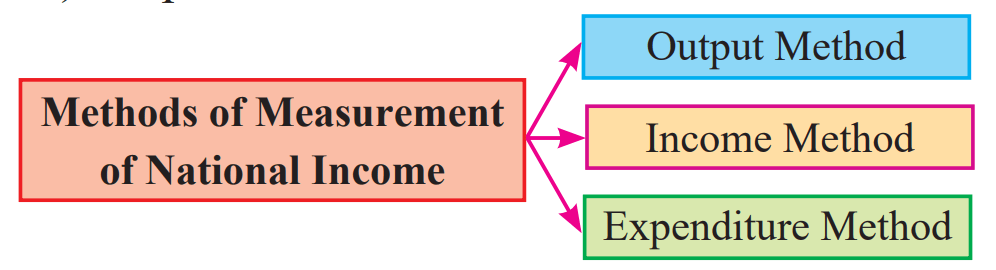 Methods of Measurement
of National Income
Output Method
Income Method
Expenditure Method